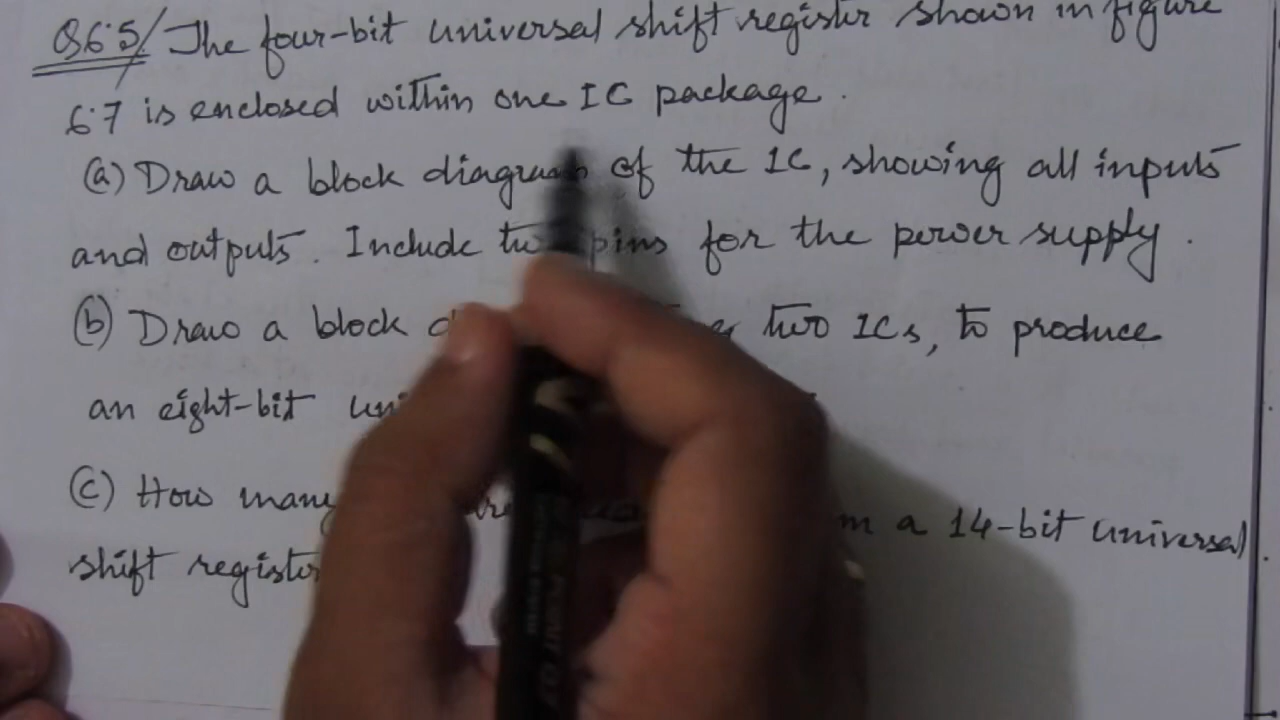 Q6.5/ The four-bit universal shift register shown in figure
6.7 is enclosed within one IC package.
(a) Draw a block diagram of the IC, showing all inputs
and outputs. Include two pins for the power supply.
(b) Draw a block two ICs, to produce
an eight-bit
(c) How many a 14-bit universal
shift register